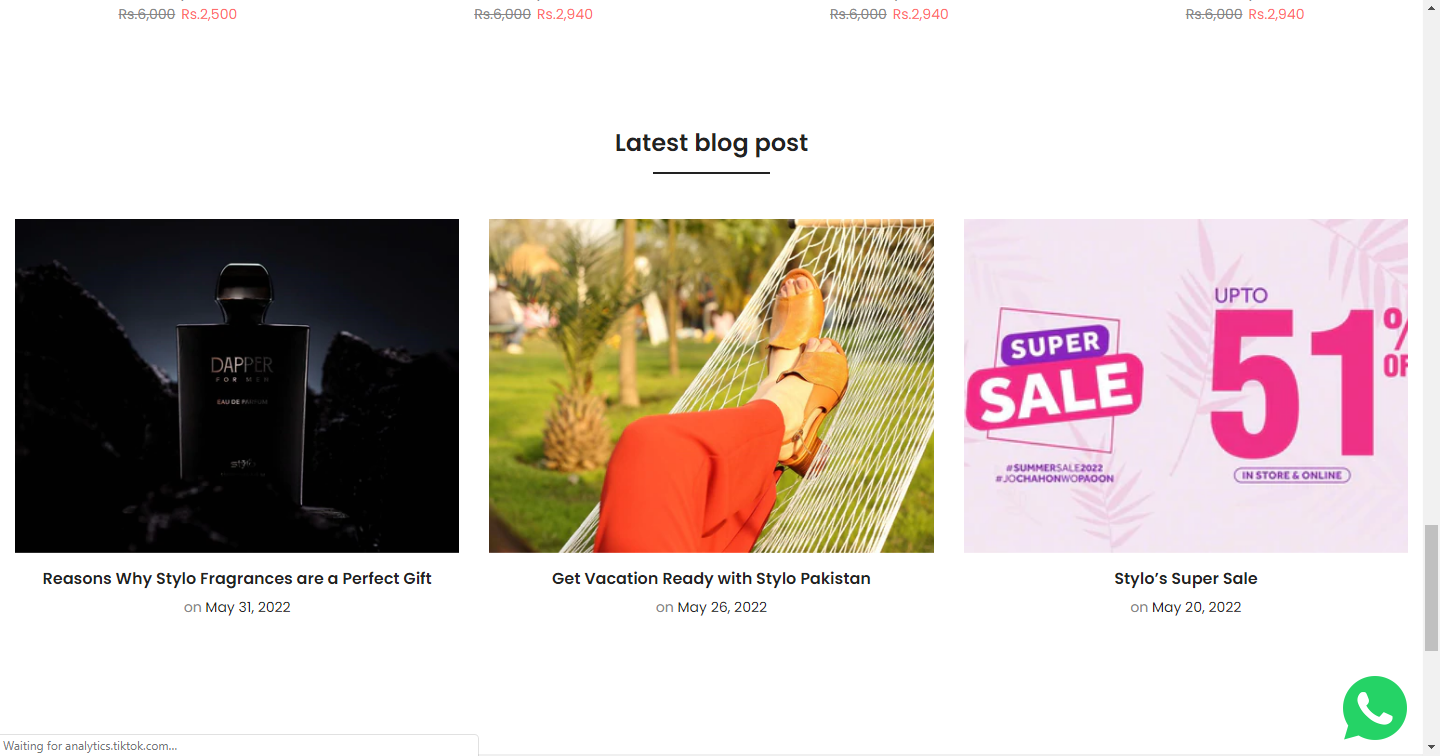 Rs.6,000 Rs.2,500
Rs.6,000 Rs.2,940
Rs.6,000 Rs.2,940
Rs.6,000 Rs.2,940
Latest blog post
DAPPER
FOR MEN
EAU DE PARFUM
stylo
UPTO
51%
OF
SUPER
SALE
#SUMMERSALE2022
#JOCHAHONWOPAOON
IN STORE & ONLINE
Reasons Why Stylo Fragrances are a Perfect Gift
on May 31, 2022
Get Vacation Ready with Stylo Pakistan
on May 26, 2022
Stylo’s Super Sale
on May 20, 2022
Waiting for analytics.tiktok.com...